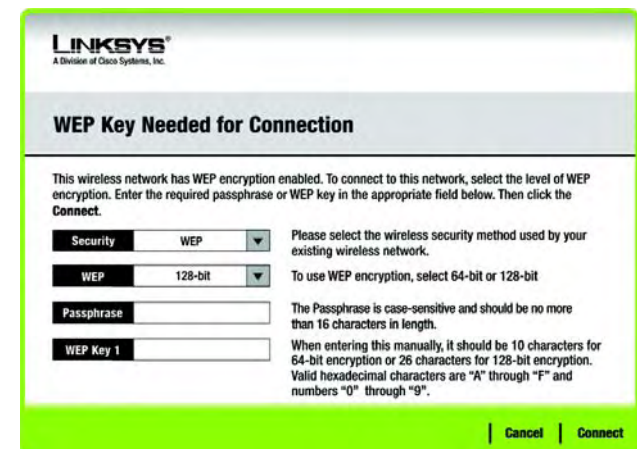 LINKSYS®
A Division of Cisco Systems, Inc.
WEP Key Needed for Connection
This wireless network has WEP encryption enabled. To connect to this network, select the level of WEP
encryption. Enter the required passphrase or WEP key in the appropriate field below. Then click the
Connect.
Security WEP
Please select the wireless security method used by your
existing wireless network.
WEP 128-bit
To use WEP encryption, select 64-bit or 128-bit
Passphrase
The Passphrase is case-sensitive and should be no more
than 16 characters in length.
WEP Key 1
When entering this manually, it should be 10 characters for
64-bit encryption or 26 characters for 128-bit encryption.
Valid hexadecimal characters are “A” through “F” and
numbers “0” through “9”.
Cancel Connect